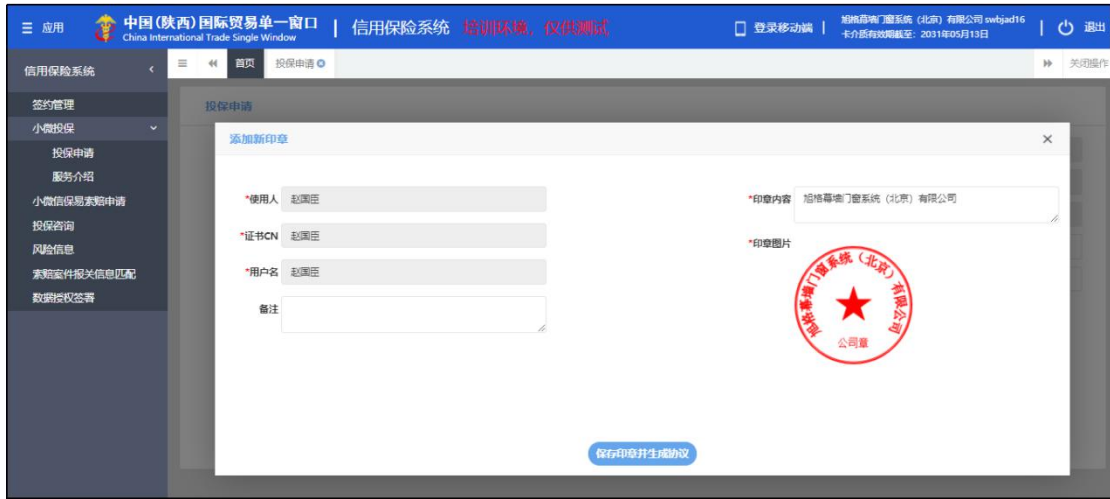 应用
中国(陕西)国际贸易单一窗口
China International Trade Single Window
信用保险系统
培训环境,仅供测试
登录移动端
旭格幕墙门窗系统(北京)有限公司 swbjad16
卡介质有效期截至:2031年05月13日
退出
信用保险系统
首页
投保申请
关闭操作
签约管理
小微投保
投保申请
服务介绍
小微信保易索赔申请
投保咨询
风险信息
索赔案件报关信息匹配
数据授权签署
投保申请
添加新印章
*使用人 赵国臣
*证书CN 赵国臣
*用户名 赵国臣
备注
*印章内容 旭格幕墙门窗系统(北京)有限公司
*印章图片
旭格幕墙门窗系统(北京)有限公司
公司章
保存印章并生成协议